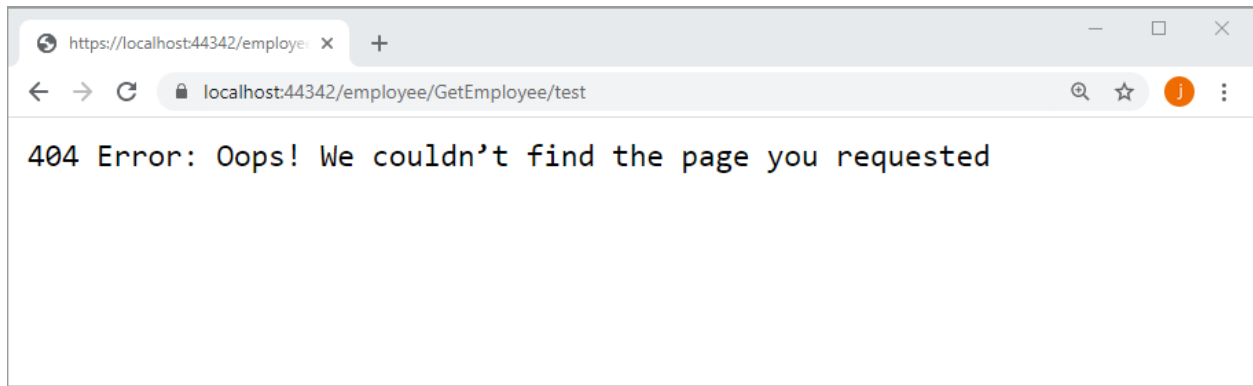 https://localhost:44342/employe
localhost:44342/employee/GetEmployee/test
j
404 Error: Oops! We couldn’t find the page you requested